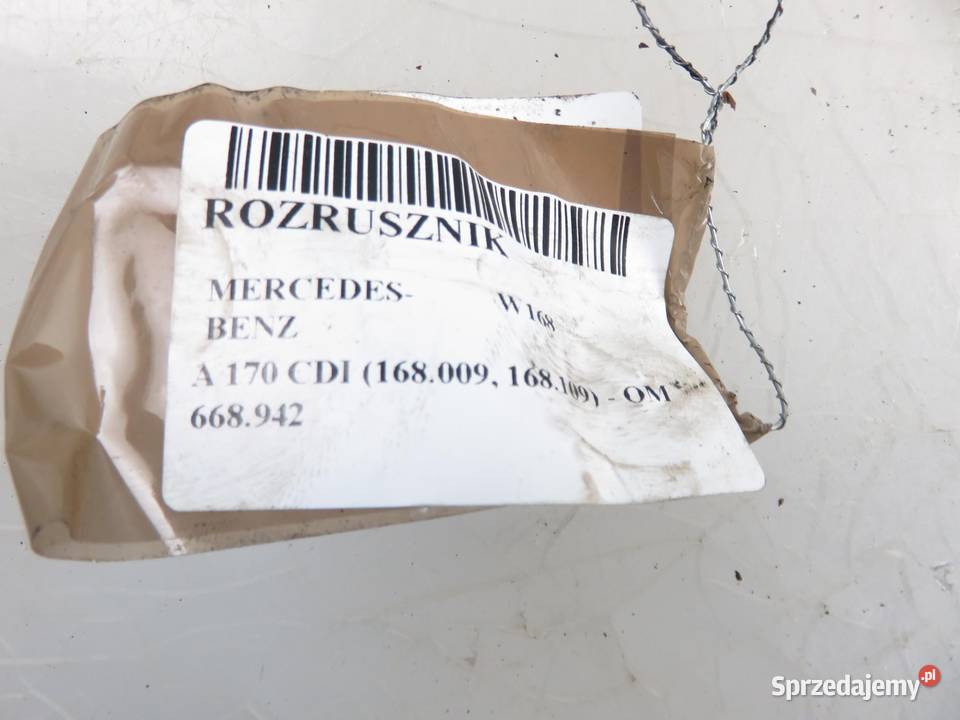 ROZRUSZNIK
MERCEDES- W168
BENZ
A 170 CDI (168.009, 168.109) - OM
668.942
Sprzedajemy.pl